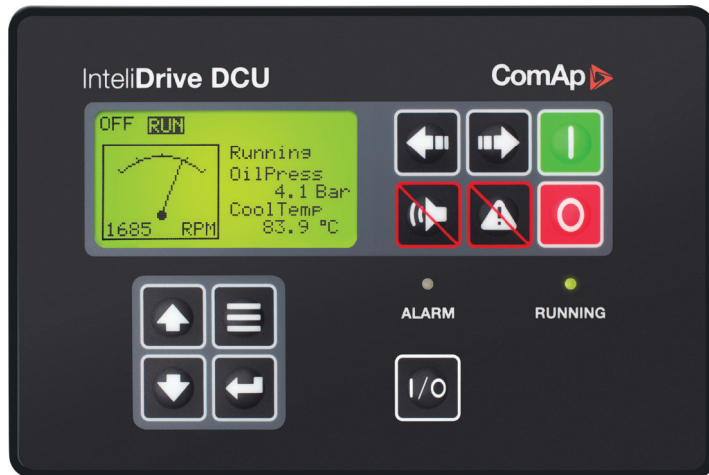 InteliDrive DCU
ComAp
OFF RUN
Running
OilPress
4.1 Bar
CoolTemp
83.9 °C
1685 RPM
ALARM
RUNNING
I/O